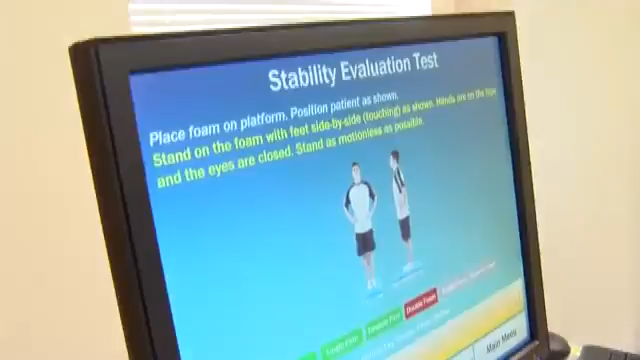 Stability Evaluation Test
Place foam on platform. Position patient as shown.
Stand on the foam with feet side-by-side (touching) as shown. Hands are on the hips
and the eyes are closed. Stand as motionless as possible.
Double Foam
Main Menu